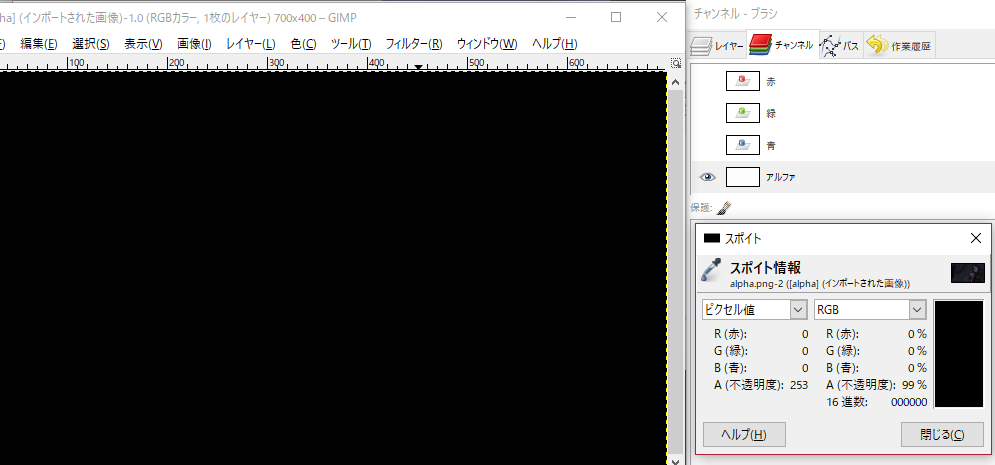 ha] (インポートされた画像)-1.0 (RGBカラー, 1枚のレイヤー) 700x400 – GIMP
編集(E) 選択(S) 表示(V) 画像(I) レイヤー(L) 色(C) ツール(T) フィルター(R) ウィンドウ(W) ヘルプ(H)
100 200 300 400 500 600
チャンネル - ブラシ
レイヤー チャンネル パス 作業履歴
赤
緑
青
アルファ
保護:
スポイト
スポイト情報
alpha.png-2 ([alpha] (インポートされた画像))
ピクセル値 RGB
R (赤): 0 R (赤): 0 %
G (緑): 0 G (緑): 0 %
B (青): 0 B (青): 0 %
A (不透明度): 253 A (不透明度): 99 %
16 進数: 000000
ヘルプ(H) 閉じる(C)